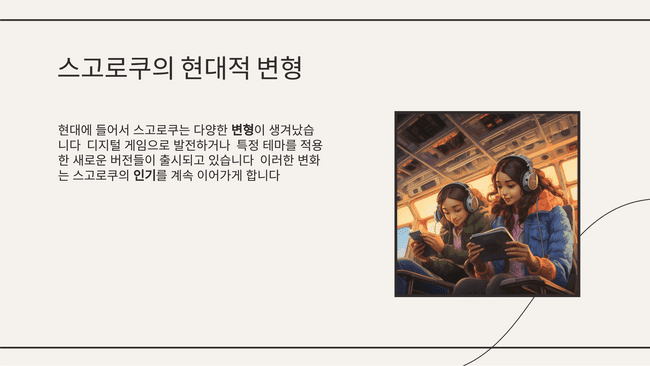 스고로쿠의 현대적 변형
현대에 들어서 스고로쿠는 다양한 변형이 생겨났습
니다 디지털 게임으로 발전하거나 특정 테마를 적용
한 새로운 버전들이 출시되고 있습니다 이러한 변화
는 스고로쿠의 인기를 계속 이어가게 합니다